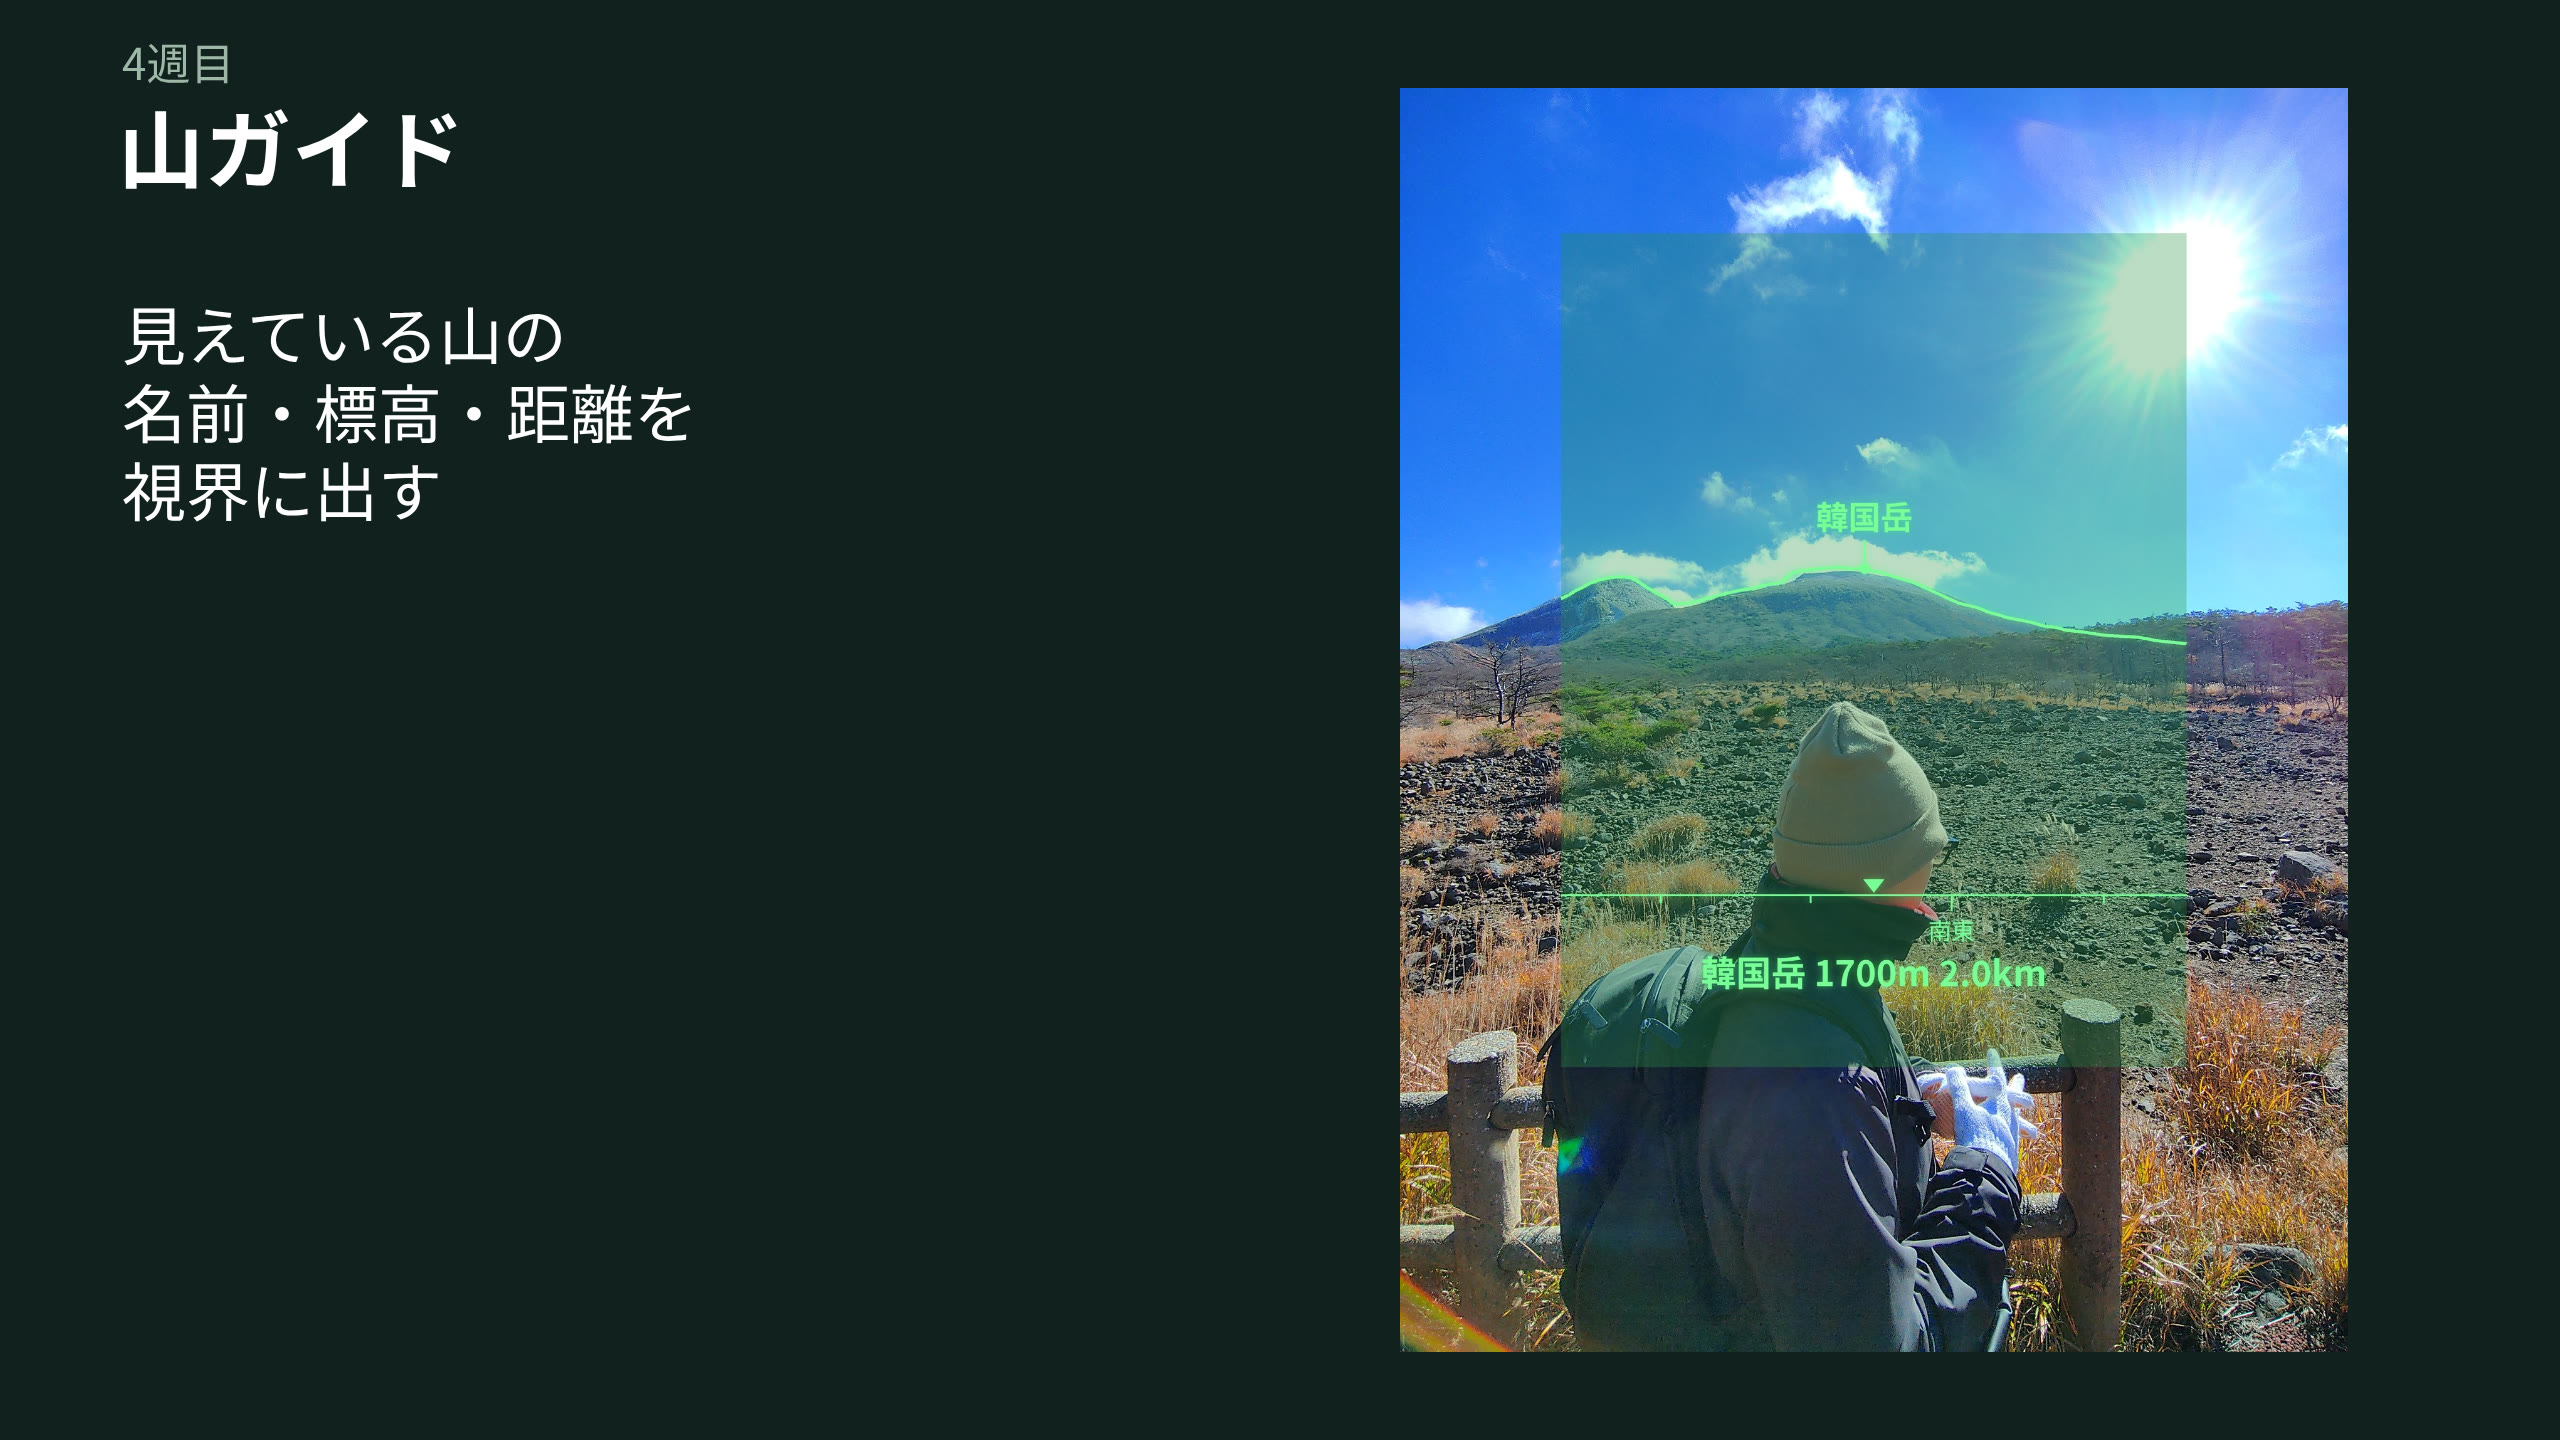 4週目
山ガイド
見えている山の
名前・標高・距離を
視界に出す
韓国岳
南東
韓国岳 1700m 2.0km